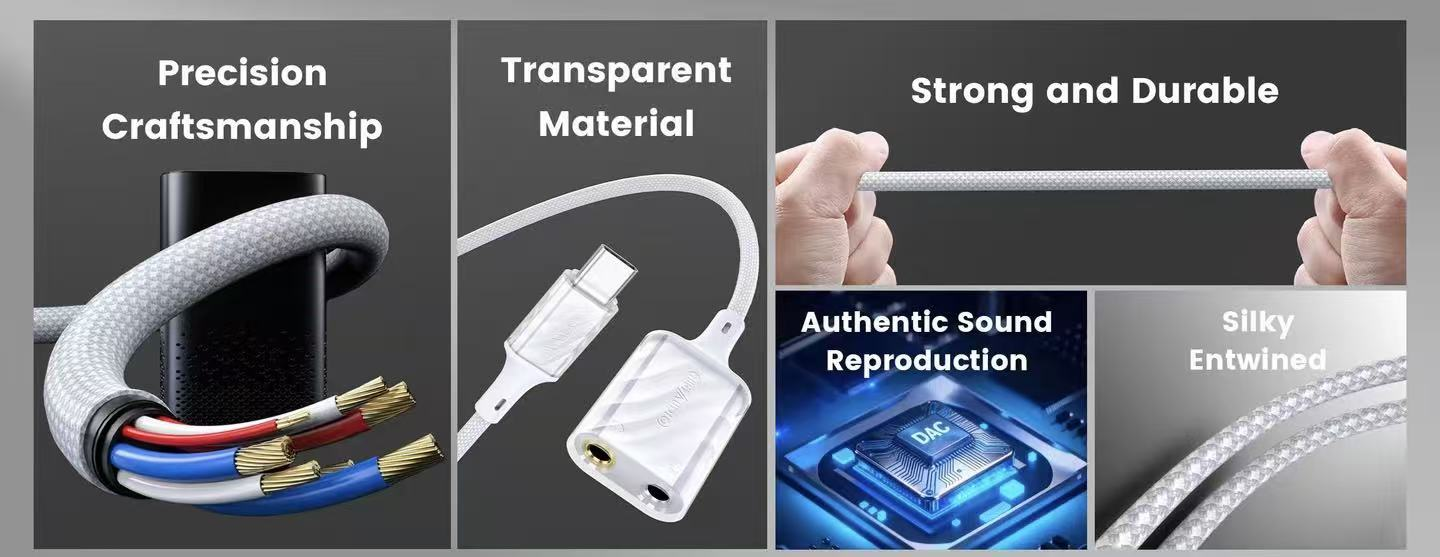 Precision
Craftsmanship
Transparent
Material
Strong and Durable
Authentic Sound
Reproduction
DAC
Silky
Entwined